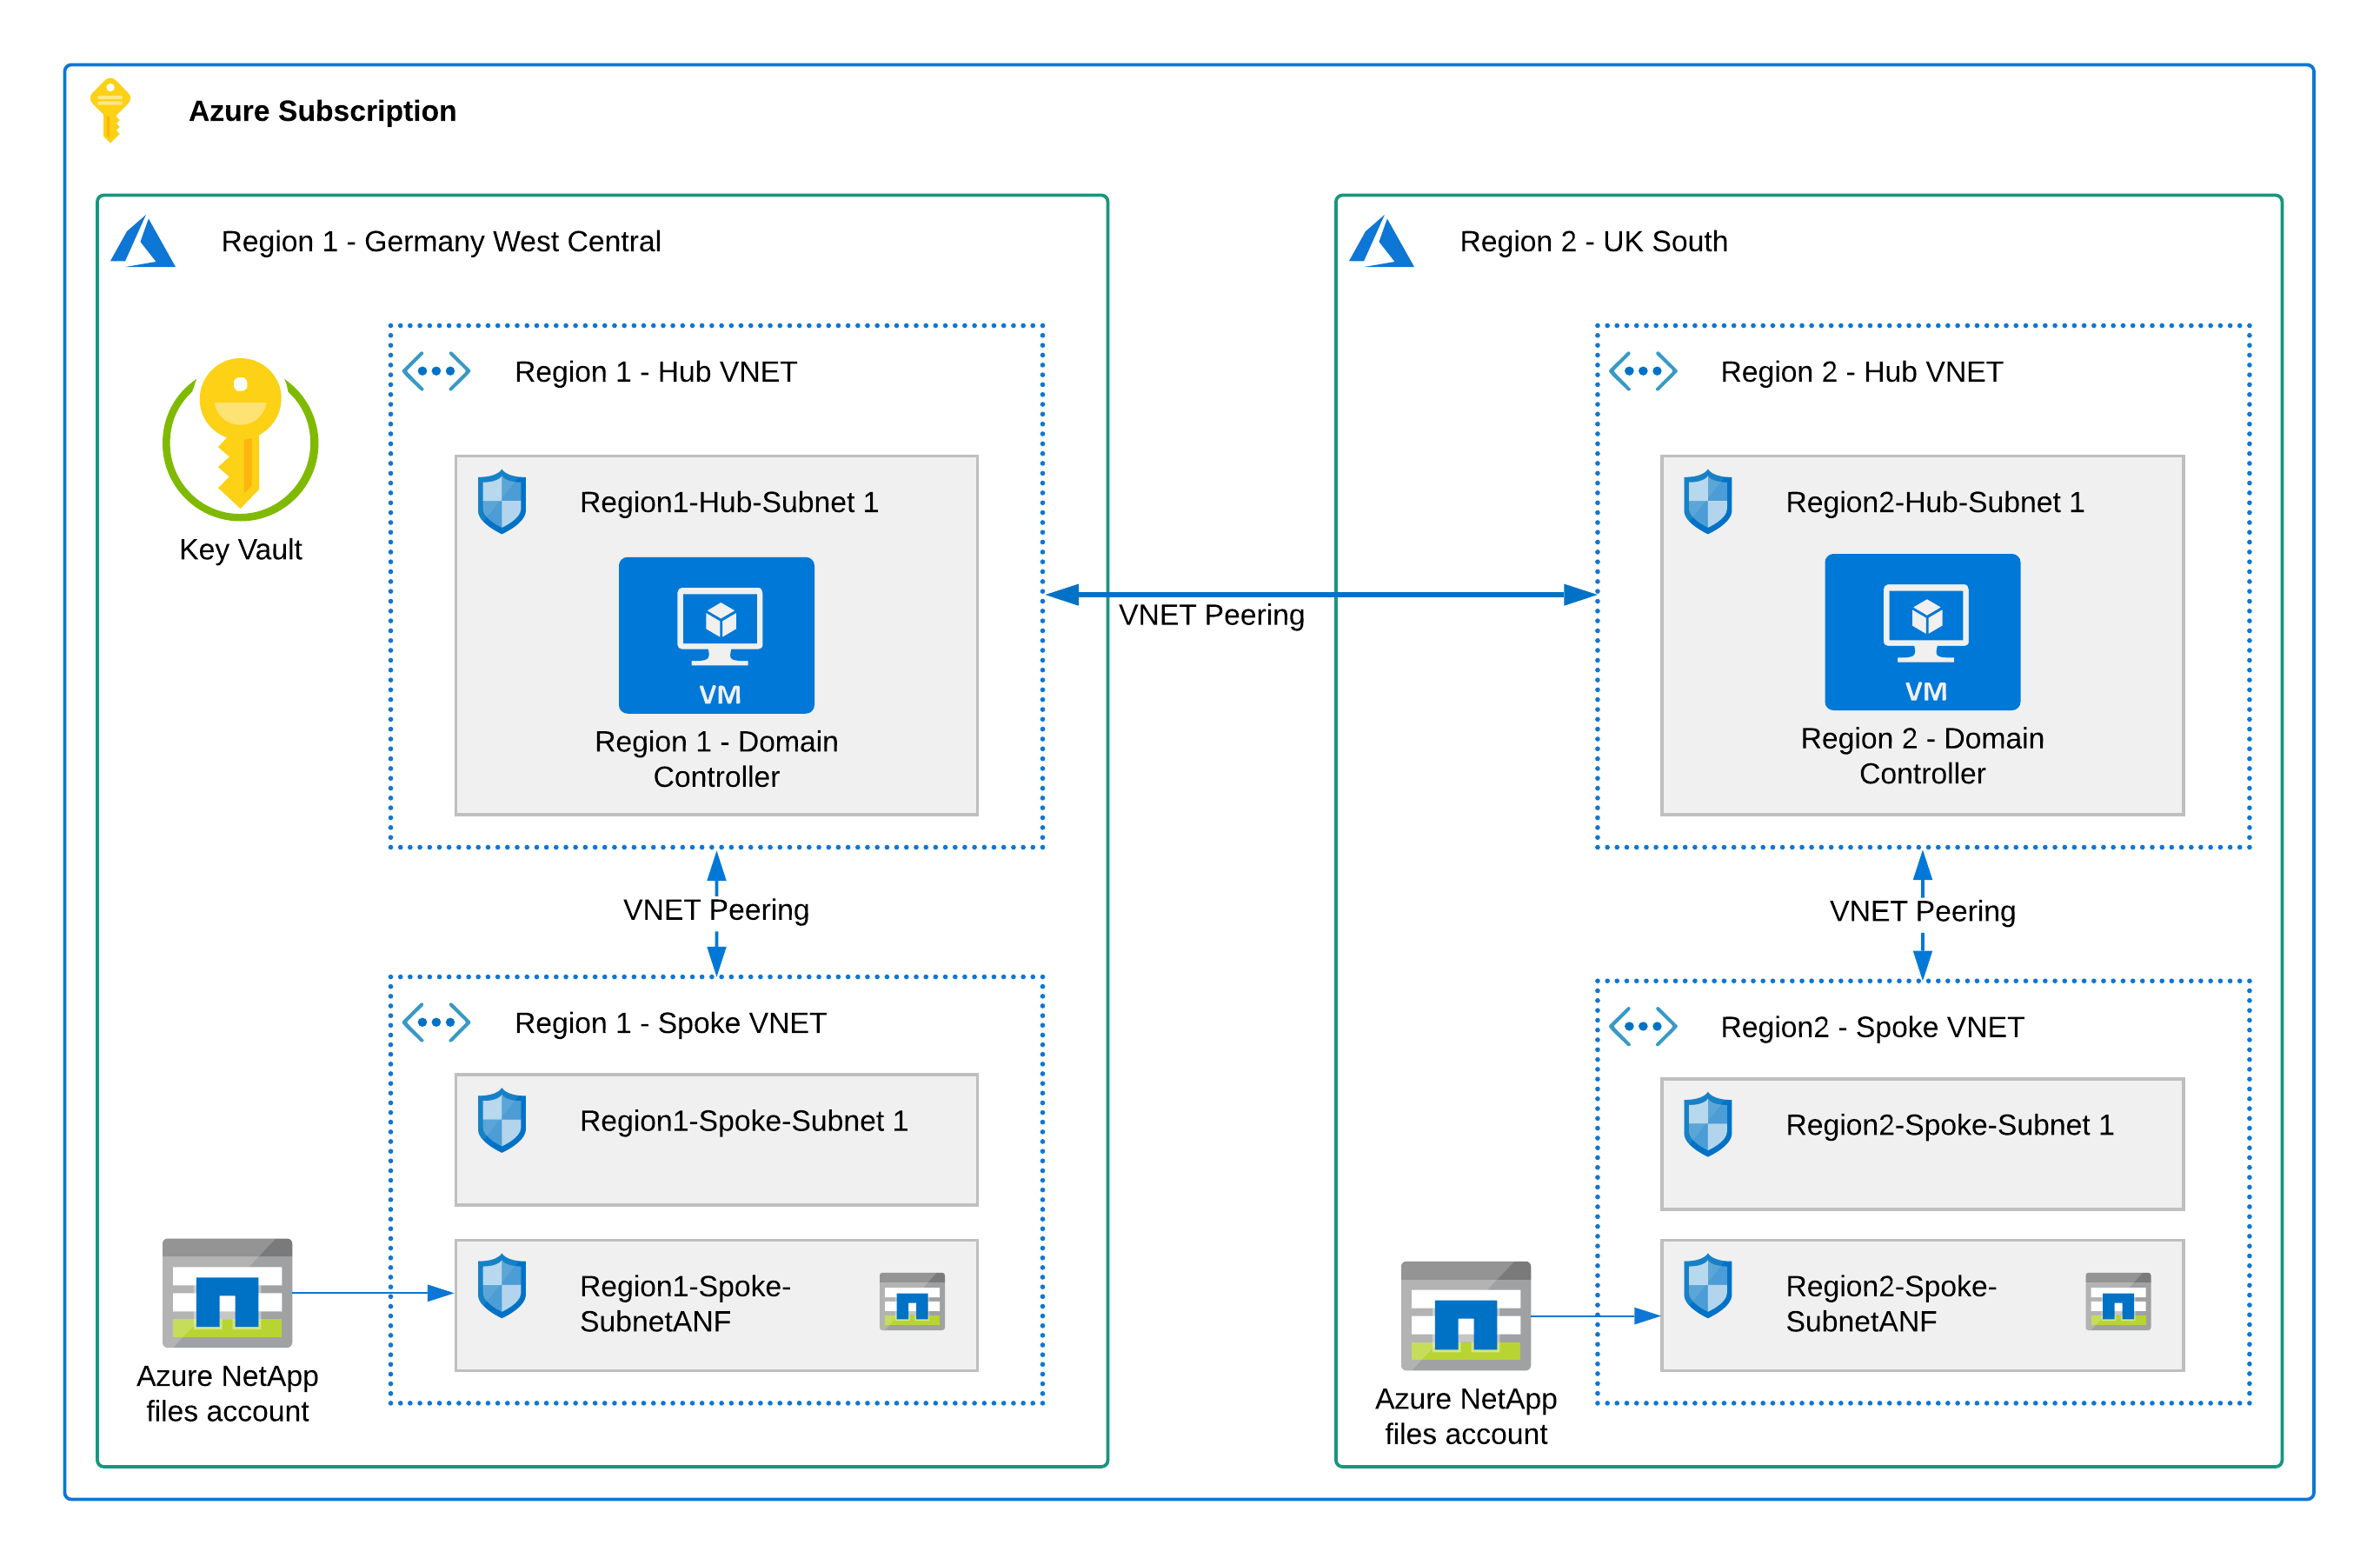 Azure Subscription
Region 1 - Germany West Central
Region 1 - Hub VNET
Key Vault
Region1-Hub-Subnet 1
VM
Region 1 - Domain
Controller
VNET Peering
Region 1 - Spoke VNET
Region1-Spoke-Subnet 1
Region1-Spoke-
SubnetANF
Azure NetApp
files account
VNET Peering
Region 2 - UK South
Region 2 - Hub VNET
Region2-Hub-Subnet 1
VM
Region 2 - Domain
Controller
VNET Peering
Region2 - Spoke VNET
Region2-Spoke-Subnet 1
Region2-Spoke-
SubnetANF
Azure NetApp
files account